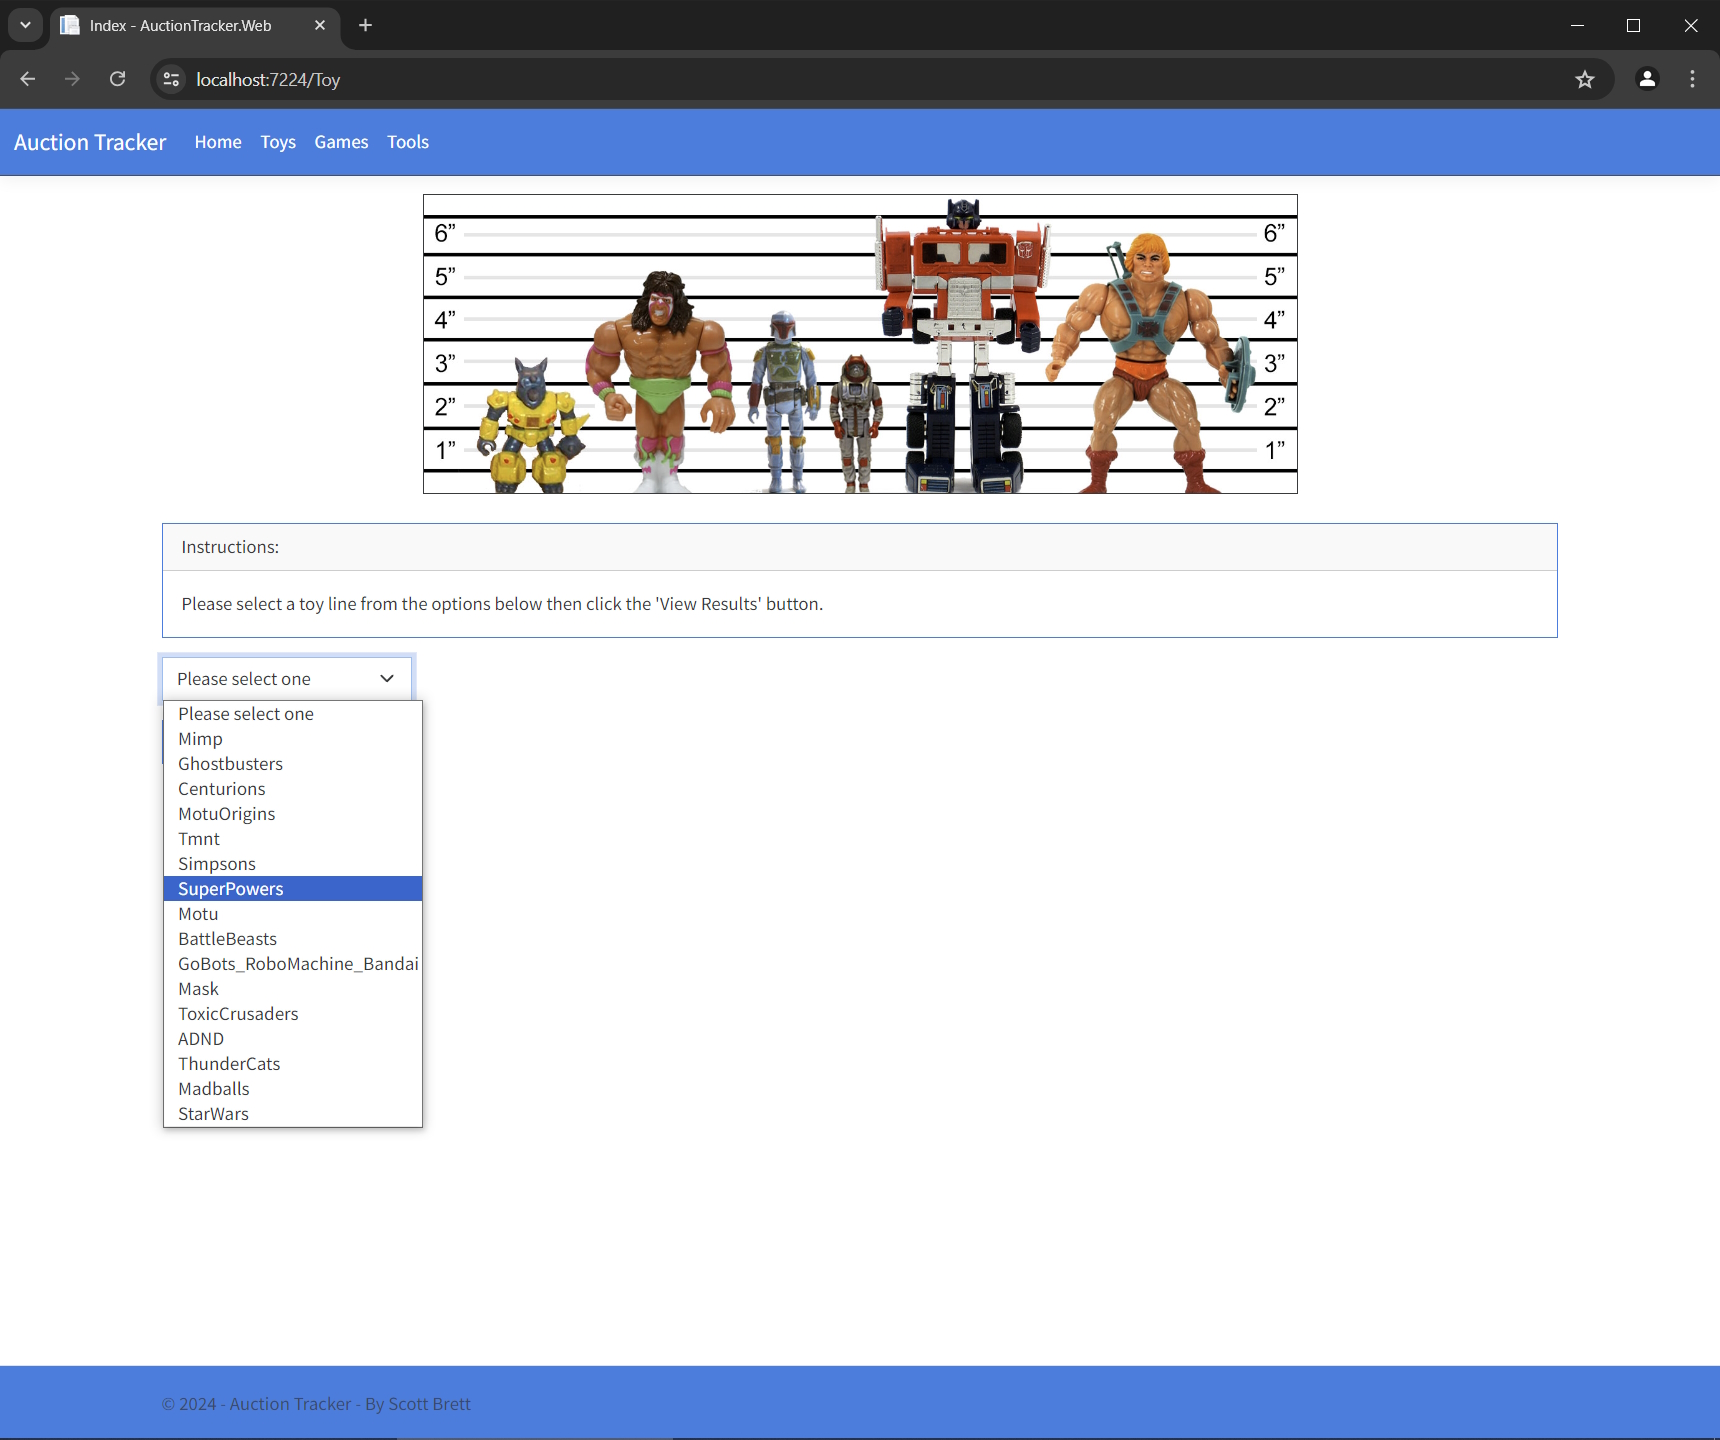 Index - AuctionTracker.Web
localhost:7224/Toy
Auction Tracker Home Toys Games Tools
6” 6”
5” 5”
4” 4”
3” 3”
2” 2”
1” 1”
Instructions:
Please select a toy line from the options below then click the 'View Results' button.
Please select one
Please select one
Mimp
Ghostbusters
Centurions
MotuOrigins
Tmnt
Simpsons
SuperPowers
Motu
BattleBeasts
GoBots_RoboMachine_Bandai
Mask
ToxicCrusaders
ADND
ThunderCats
Madballs
StarWars
© 2024 - Auction Tracker - By Scott Brett